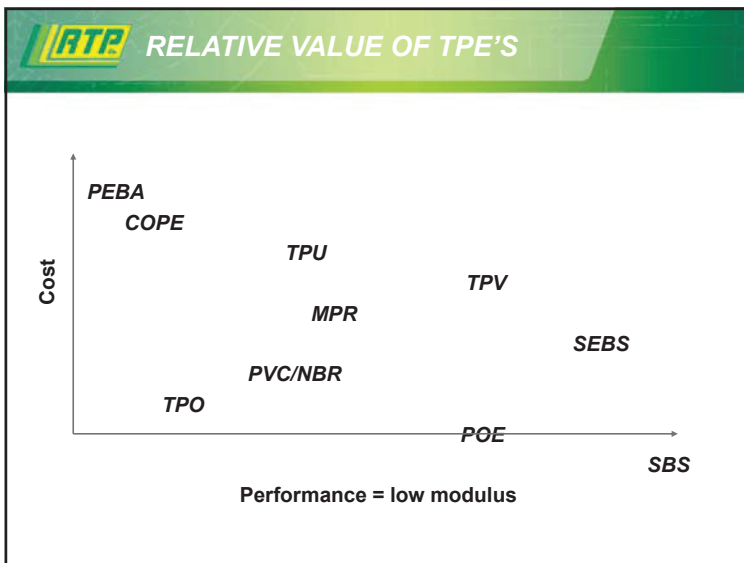 RTP
RELATIVE VALUE OF TPE'S
PEBA
COPE
TPU
TPV
MPR
SEBS
PVC/NBR
TPO
POE
SBS
Cost
Performance = low modulus